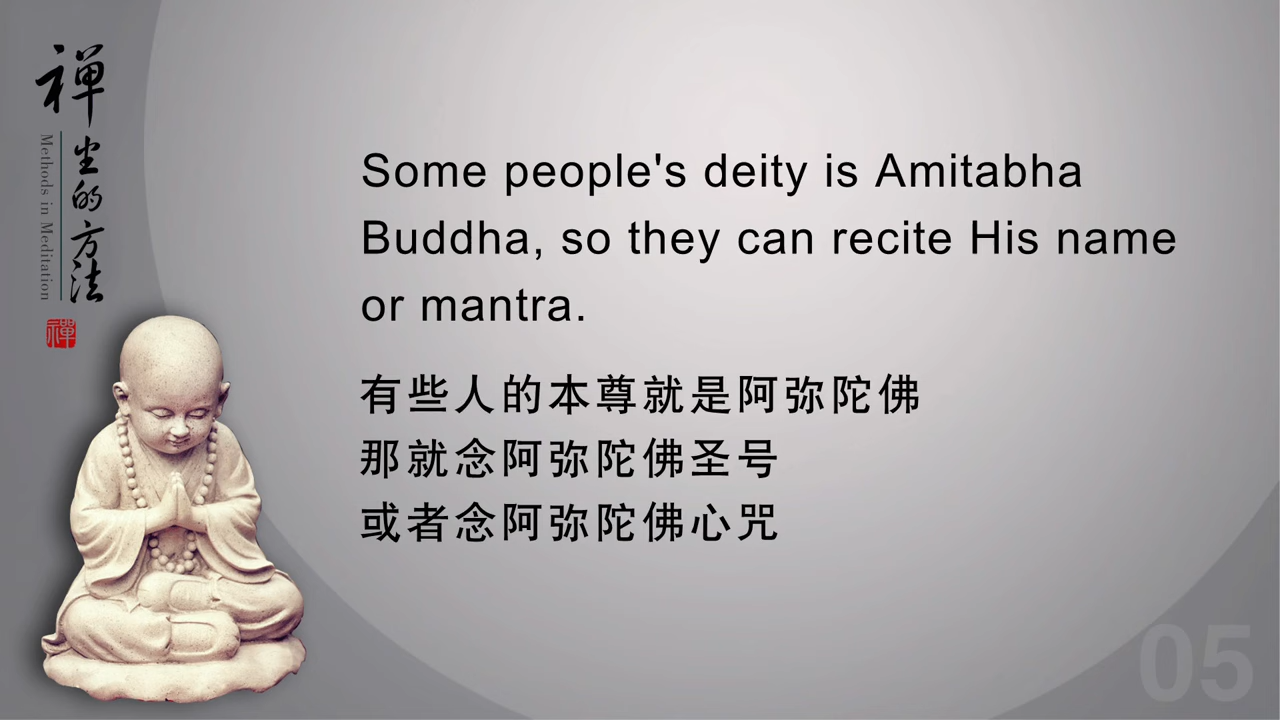 禅坐的方法
Methods in Meditation
禪
Some people's deity is Amitabha
Buddha, so they can recite His name
or mantra.
有些人的本尊就是阿弥陀佛
那就念阿弥陀佛圣号
或者念阿弥陀佛心咒
05